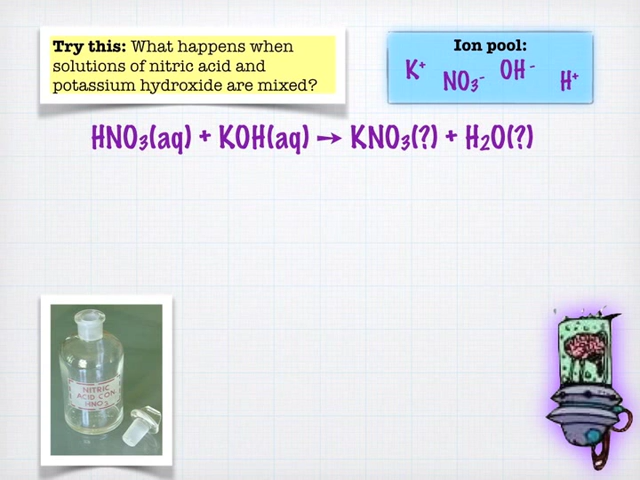 Try this: What happens when
solutions of nitric acid and
potassium hydroxide are mixed?
Ion pool:
K⁺ NO₃⁻ OH⁻ H⁺
HNO₃(aq) + KOH(aq) → KNO₃(?) + H₂O(?)
NITRIC
ACID CON.
HNO₃